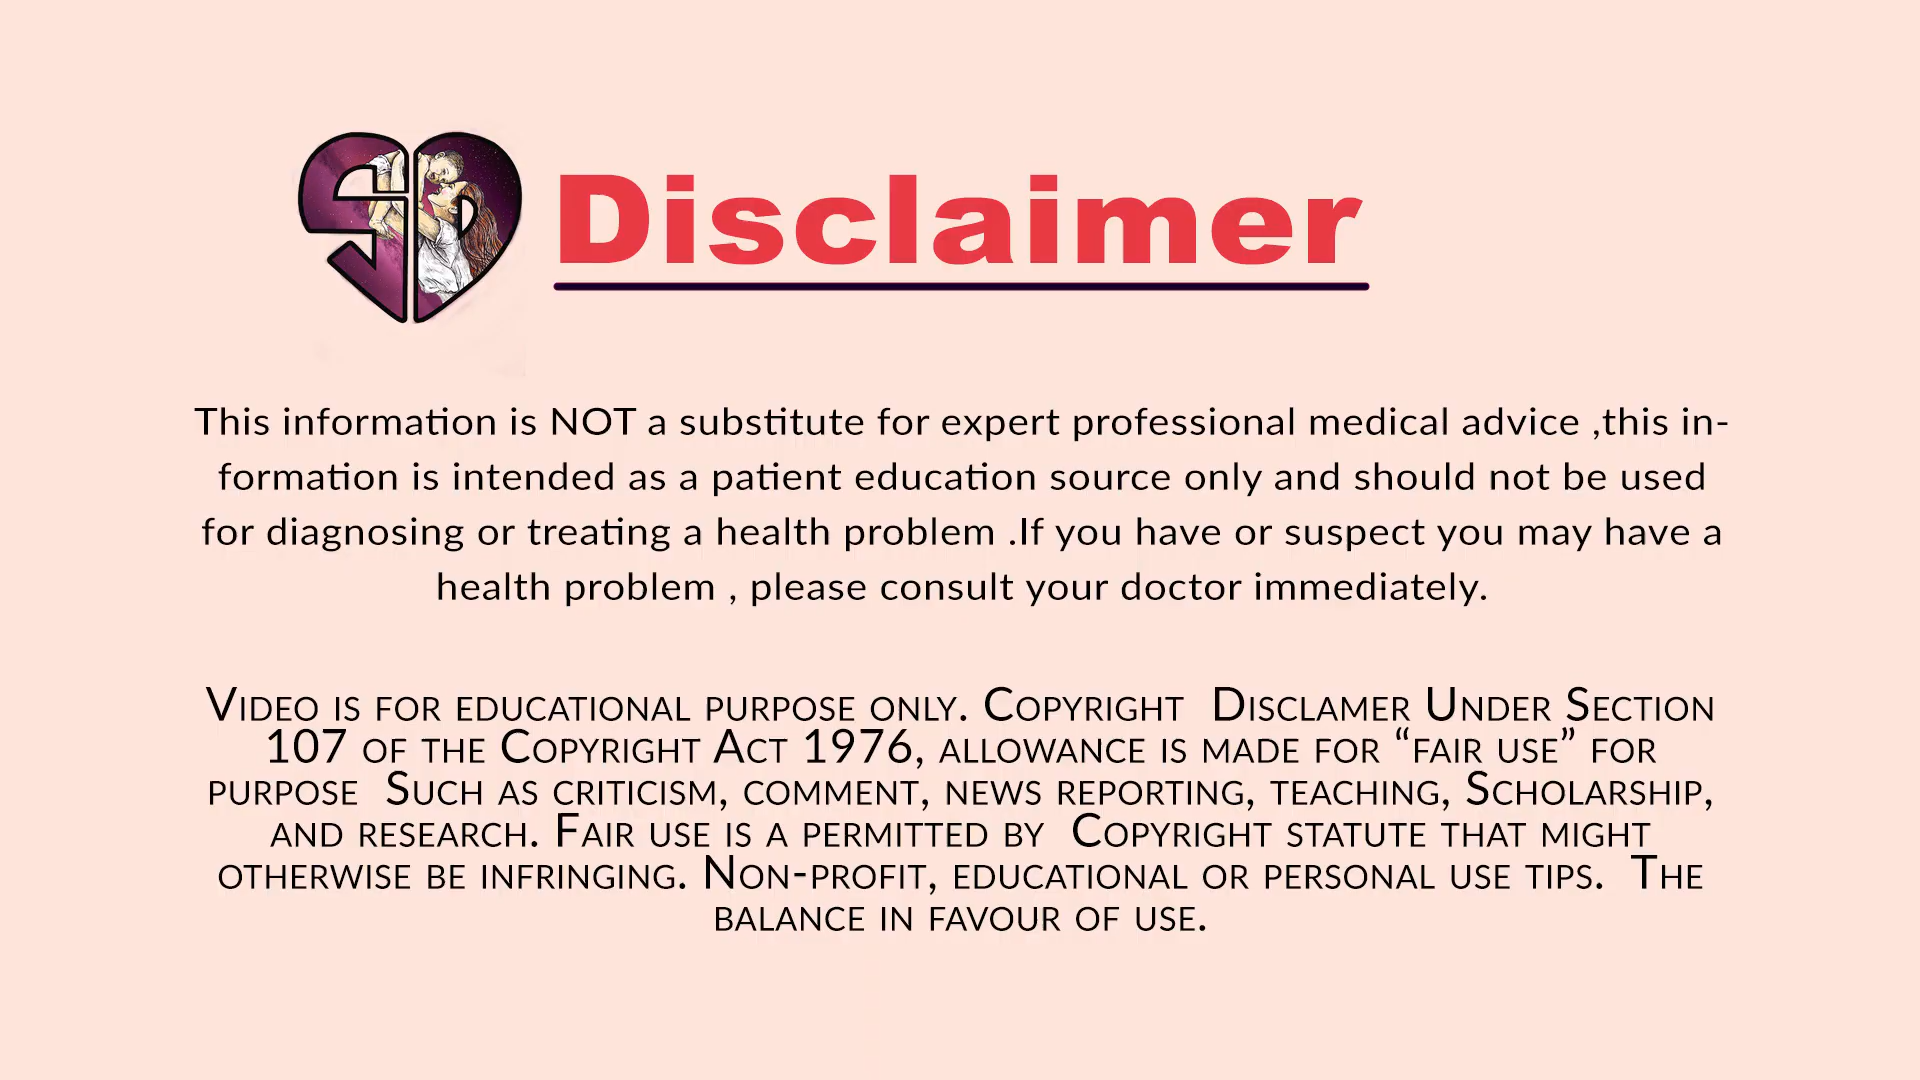 SD
Disclaimer
This information is NOT a substitute for expert professional medical advice ,this in-
formation is intended as a patient education source only and should not be used
for diagnosing or treating a health problem .If you have or suspect you may have a
health problem , please consult your doctor immediately.
Video is for educational purpose only. Copyright  Disclamer Under Section
107 of the Copyright Act 1976, allowance is made for “fair use” for
purpose  Such as criticism, comment, news reporting, teaching, Scholarship,
and research. Fair use is a permitted by  Copyright statute that might
otherwise be infringing. Non-profit, educational or personal use tips.  The
balance in favour of use.